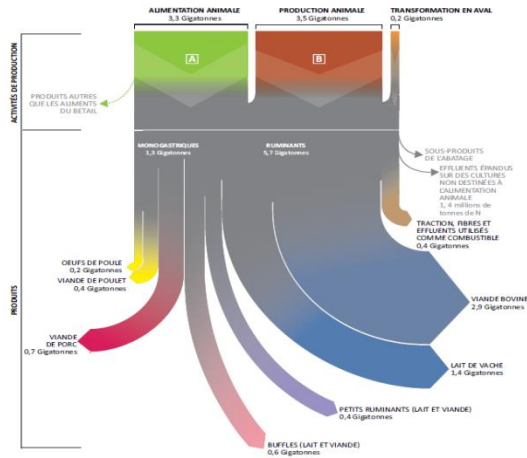 ALIMENTATION ANIMALE
3,3 Gigatonnes
PRODUCTION ANIMALE
3,5 Gigatonnes
TRANSFORMATION EN AVAL
0,2 Gigatonnes
ACTIVITÉS DE PRODUCTION
A
B
PRODUITS AUTRES
QUE LES ALIMENTS
DU BETAIL
MONOGASTRIQUES
1,3 Gigatonnes
RUMINANTS
5,7 Gigatonnes
SOUS-PRODUITS
DE L'ABATAGE
EFFLUENTS ÉPANDUS
SUR DES CULTURES
NON DESTINÉES À
L'ALIMENTATION
ANIMALE
1, 4 millions de
tonnes de N
TRACTION, FIBRES ET
EFFLUENTS UTILISÉS
COMME COMBUSTIBLE
0,4 Gigatonnes
PRODUITS
OEUFS DE POULE
0,2 Gigatonnes
VIANDE DE POULET
0,4 Gigatonnes
VIANDE
DE PORC
0,7 Gigatonnes
VIANDE BOVINE
2,9 Gigatonnes
LAIT DE VACHE
1,4 Gigatonnes
PETITS RUMINANTS (LAIT ET VIANDE)
0,4 Gigatonnes
BUFFLES (LAIT ET VIANDE)
0,6 Gigatonnes